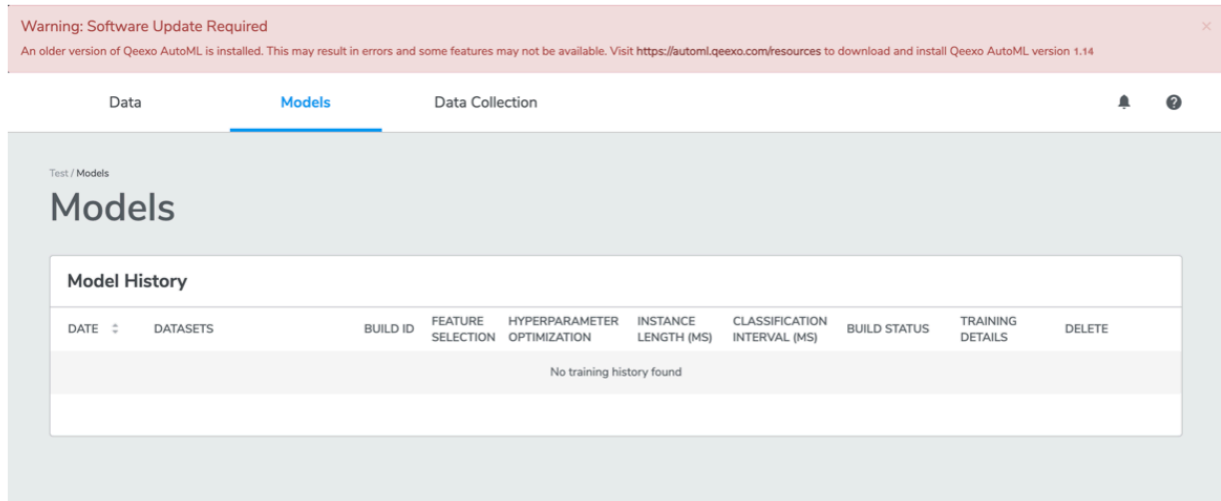 Warning: Software Update Required
An older version of Qeexo AutoML is installed. This may result in errors and some features may not be available. Visit https://automl.qeexo.com/resources to download and install Qeexo AutoML version 1.14
Data Models Data Collection
Test / Models
Models
Model History
DATE DATASETS BUILD ID FEATURE SELECTION HYPERPARAMETER OPTIMIZATION INSTANCE LENGTH (MS) CLASSIFICATION INTERVAL (MS) BUILD STATUS TRAINING DETAILS DELETE
No training history found